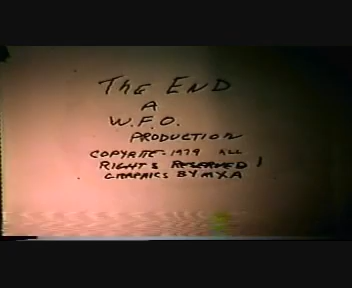 THE END
A
W.F.O.
PRODUCTION
COPYRITE-1979 ALL
RIGHTS RESERVED!
GRAPHICS BY MXA